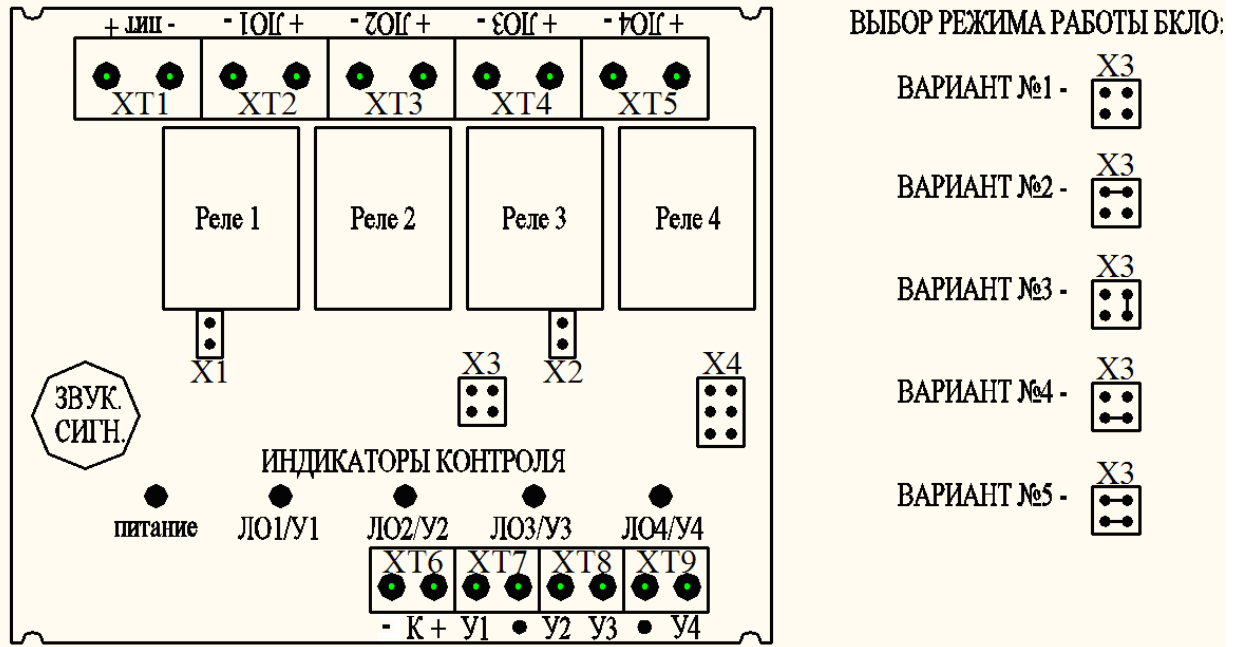 + ПИТ - - ЛО1 + - ЛО2 + - ЛО3 + - ЛО4 +
XT1 XT2 XT3 XT4 XT5
Реле 1 Реле 2 Реле 3 Реле 4
X1 X3 X2 X4
ЗВУК.
СИГН.
ИНДИКАТОРЫ КОНТРОЛЯ
питание ЛО1/У1 ЛО2/У2 ЛО3/У3 ЛО4/У4
XT6 XT7 XT8 XT9
- К + У1 ● У2 У3 ● У4
ВЫБОР РЕЖИМА РАБОТЫ БКЛО:
X3
ВАРИАНТ №1 -
X3
ВАРИАНТ №2 -
X3
ВАРИАНТ №3 -
X3
ВАРИАНТ №4 -
X3
ВАРИАНТ №5 -